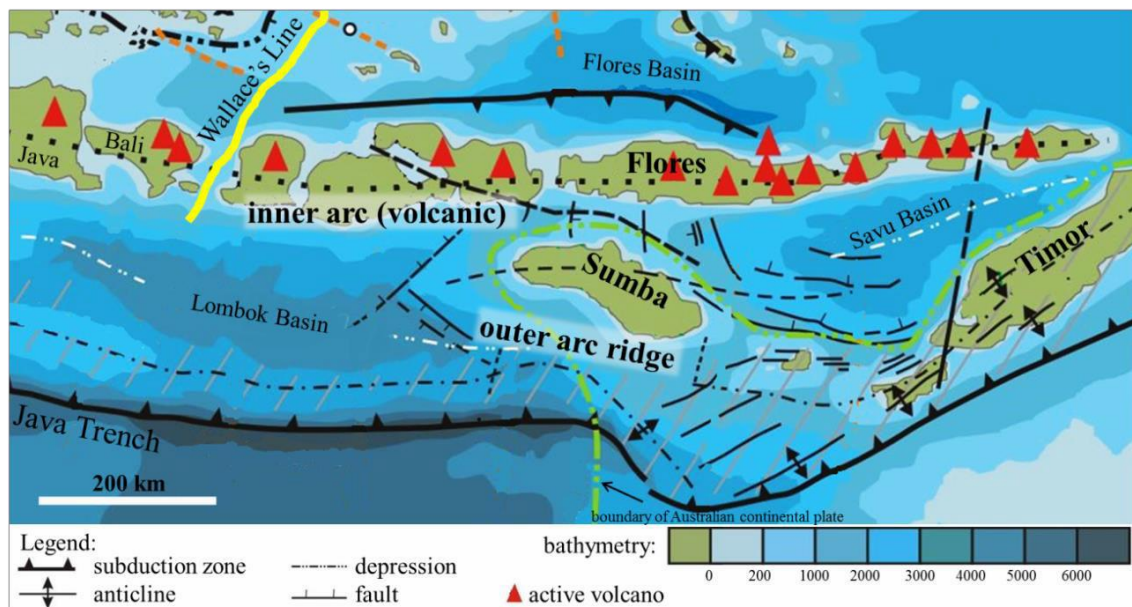 Wallace's Line
Flores Basin
Java
Bali
Flores
inner arc (volcanic)
Savu Basin
Timor
Sumba
Lombok Basin
outer arc ridge
Java Trench
200 km
boundary of Australian continental plate
Legend:
subduction zone
depression
anticline
fault
active volcano
bathymetry:
0 200 1000 2000 3000 4000 5000 6000